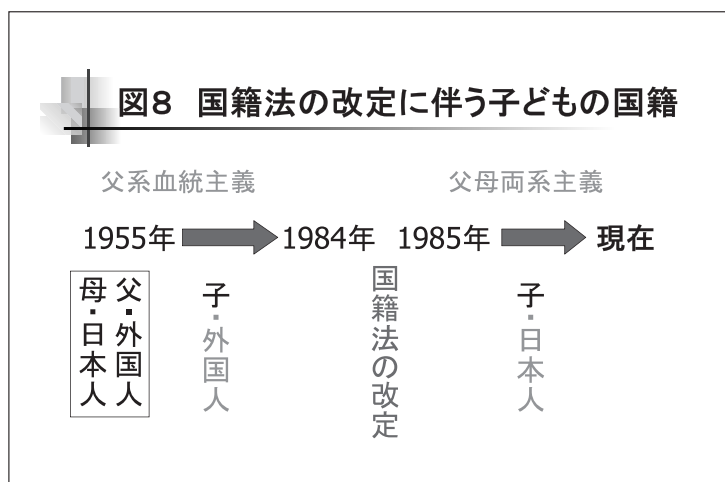 図8 国籍法の改定に伴う子どもの国籍
父系血統主義
父母両系主義
1955年
1984年
1985年
現在
父・外国人
母・日本人
子・外国人
国籍法の改定
子・日本人